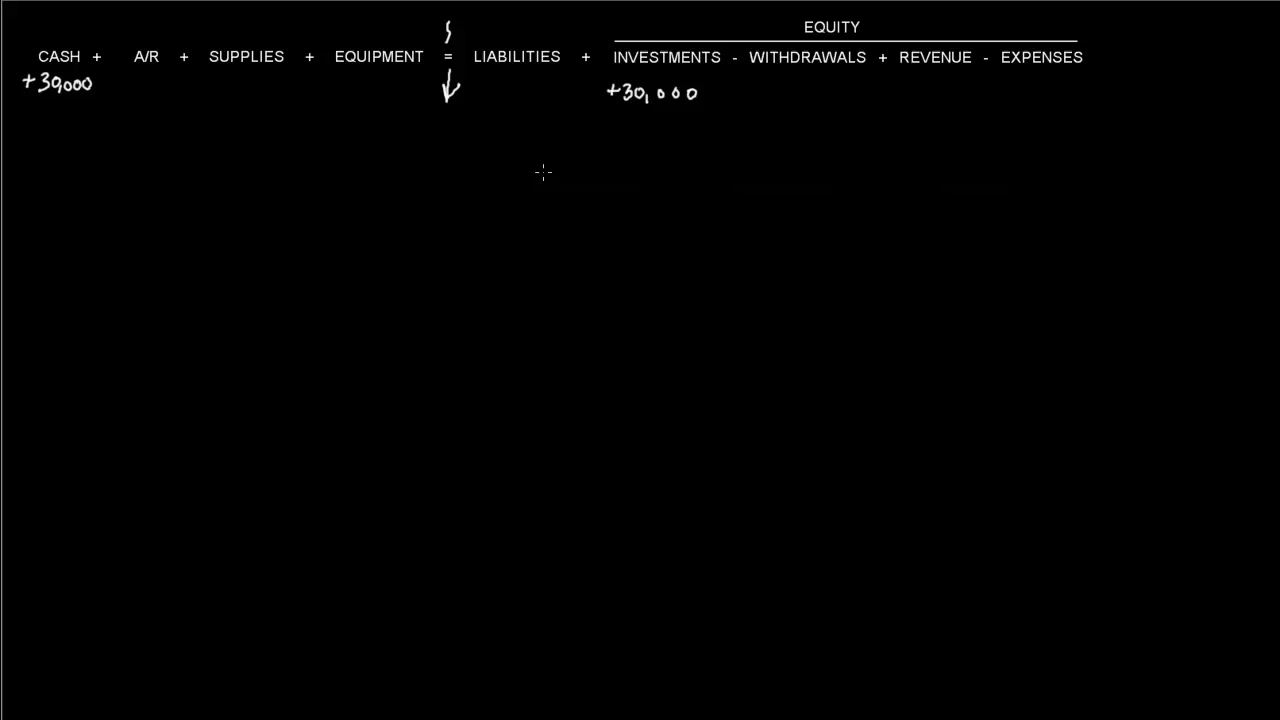 EQUITY
CASH + A/R + SUPPLIES + EQUIPMENT = LIABILITIES + INVESTMENTS - WITHDRAWALS + REVENUE - EXPENSES
+30,000 +30,000